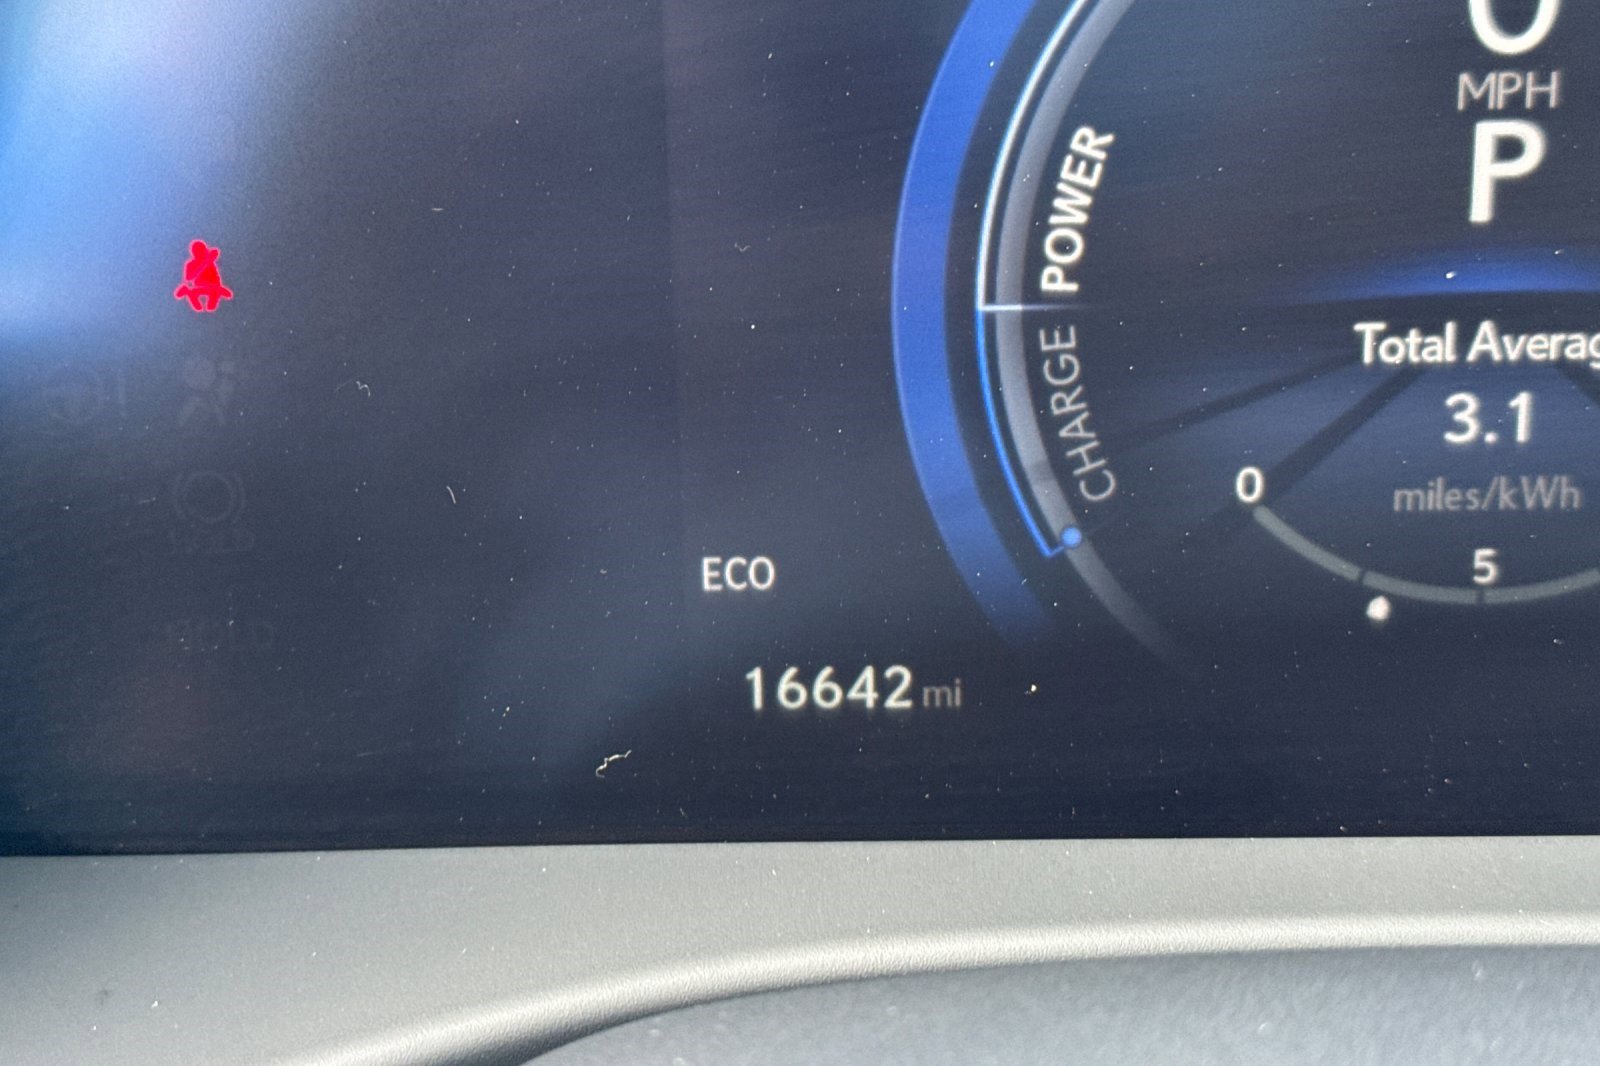 0
MPH
P
POWER
CHARGE
Total Averag
3.1
miles/kWh
0
5
ECO
16642 mi